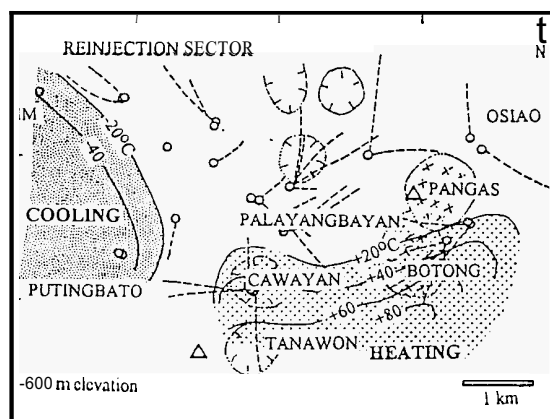 t
N
REINJECTION SECTOR
OSIAO
M
-20°C
-40
PANGAS
COOLING
PALAYANGBAYAN
+20°C
CAWAYAN
+40
BOTONG
PUTINGBATO
+60
+80
TANAWON
HEATING
-600 m elevation
1 km